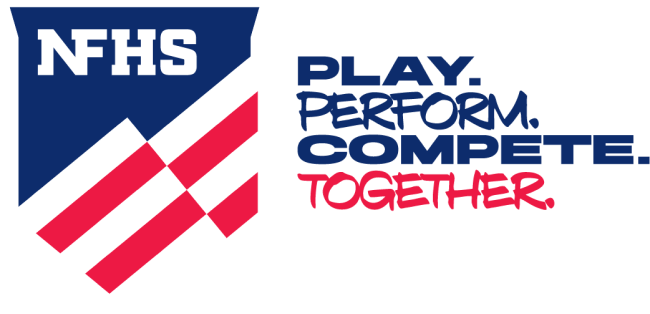 NFHS
PLAY.
PERFORM.
COMPETE.
TOGETHER.